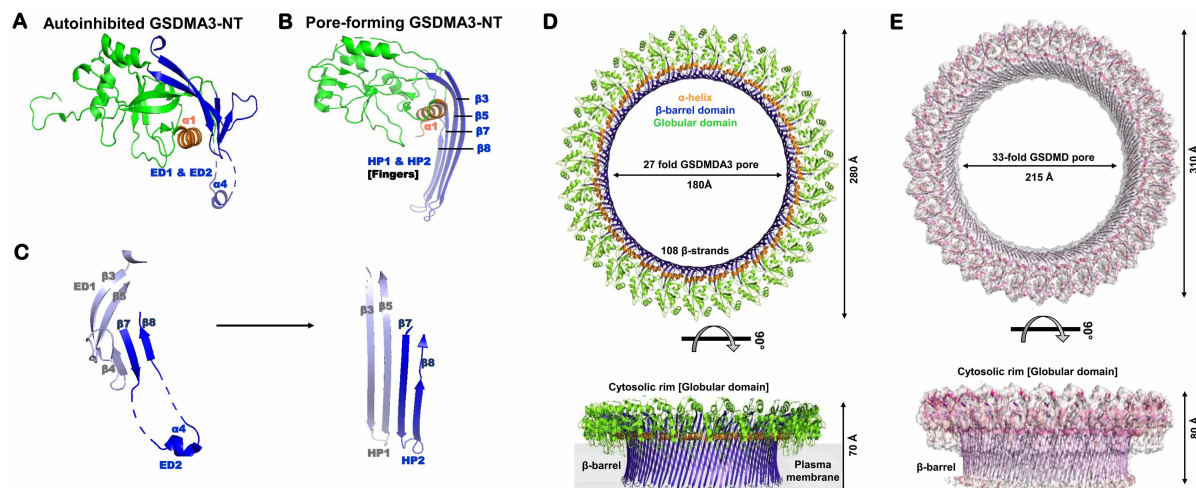 A Autoinhibited GSDMA3-NT
α1
ED1 & ED2
α4
B Pore-forming GSDMA3-NT
β3
β5
β7
β8
α1
HP1 & HP2
[Fingers]
C
β3
ED1
β5
β7
β8
β4
α4
ED2
β3
β5
β7
β8
HP1
HP2
D
α-helix
β-barrel domain
Globular domain
27 fold GSDMDA3 pore
180Å
108 β-strands
280 Å
90°
Cytosolic rim [Globular domain]
β-barrel
Plasma
membrane
70 Å
E
33-fold GSDMD pore
215 Å
310 Å
90°
Cytosolic rim [Globular domain]
β-barrel
80 Å